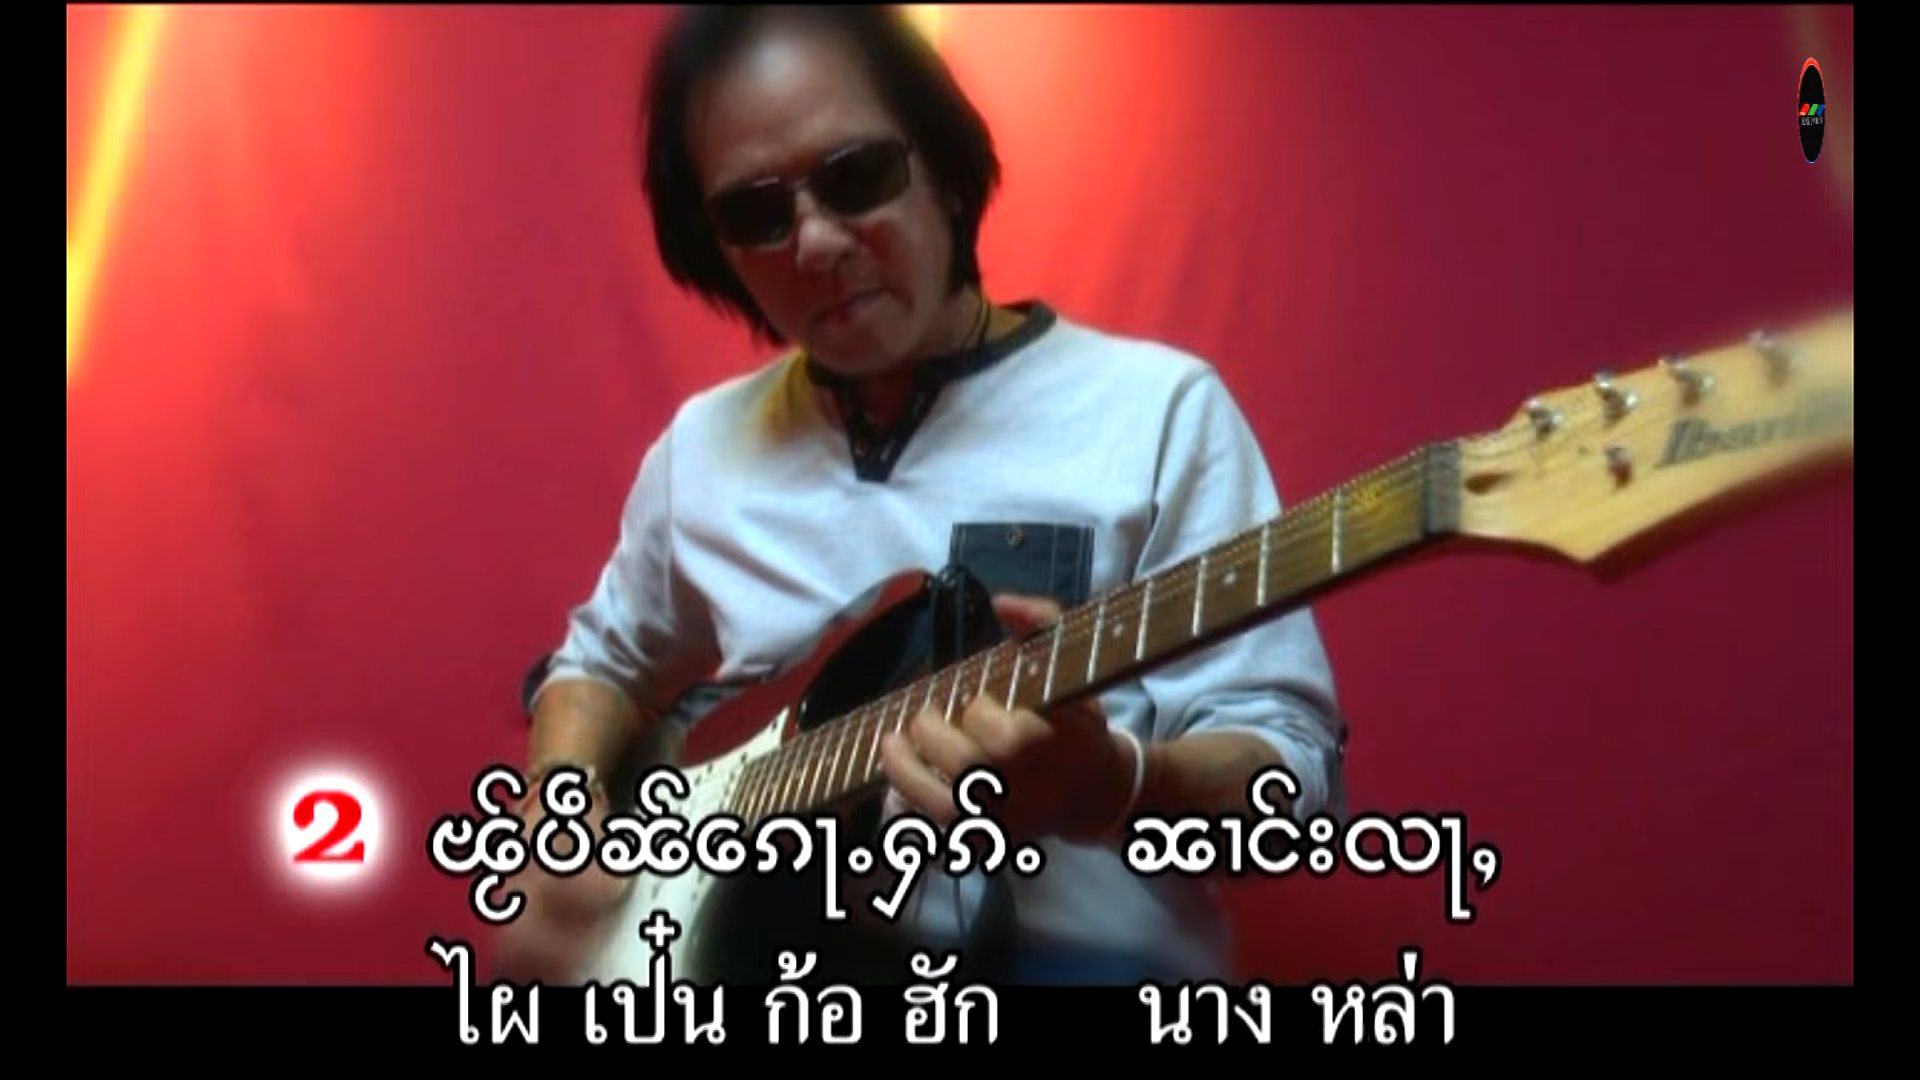 Ibanez
2 ၽႂ်ပဵၼ်ၵေႃႉႁၵ်ႉ ၼၢင်းလႃႇ
ไผ เป๋น ก้อ ฮัก นาง หล่า